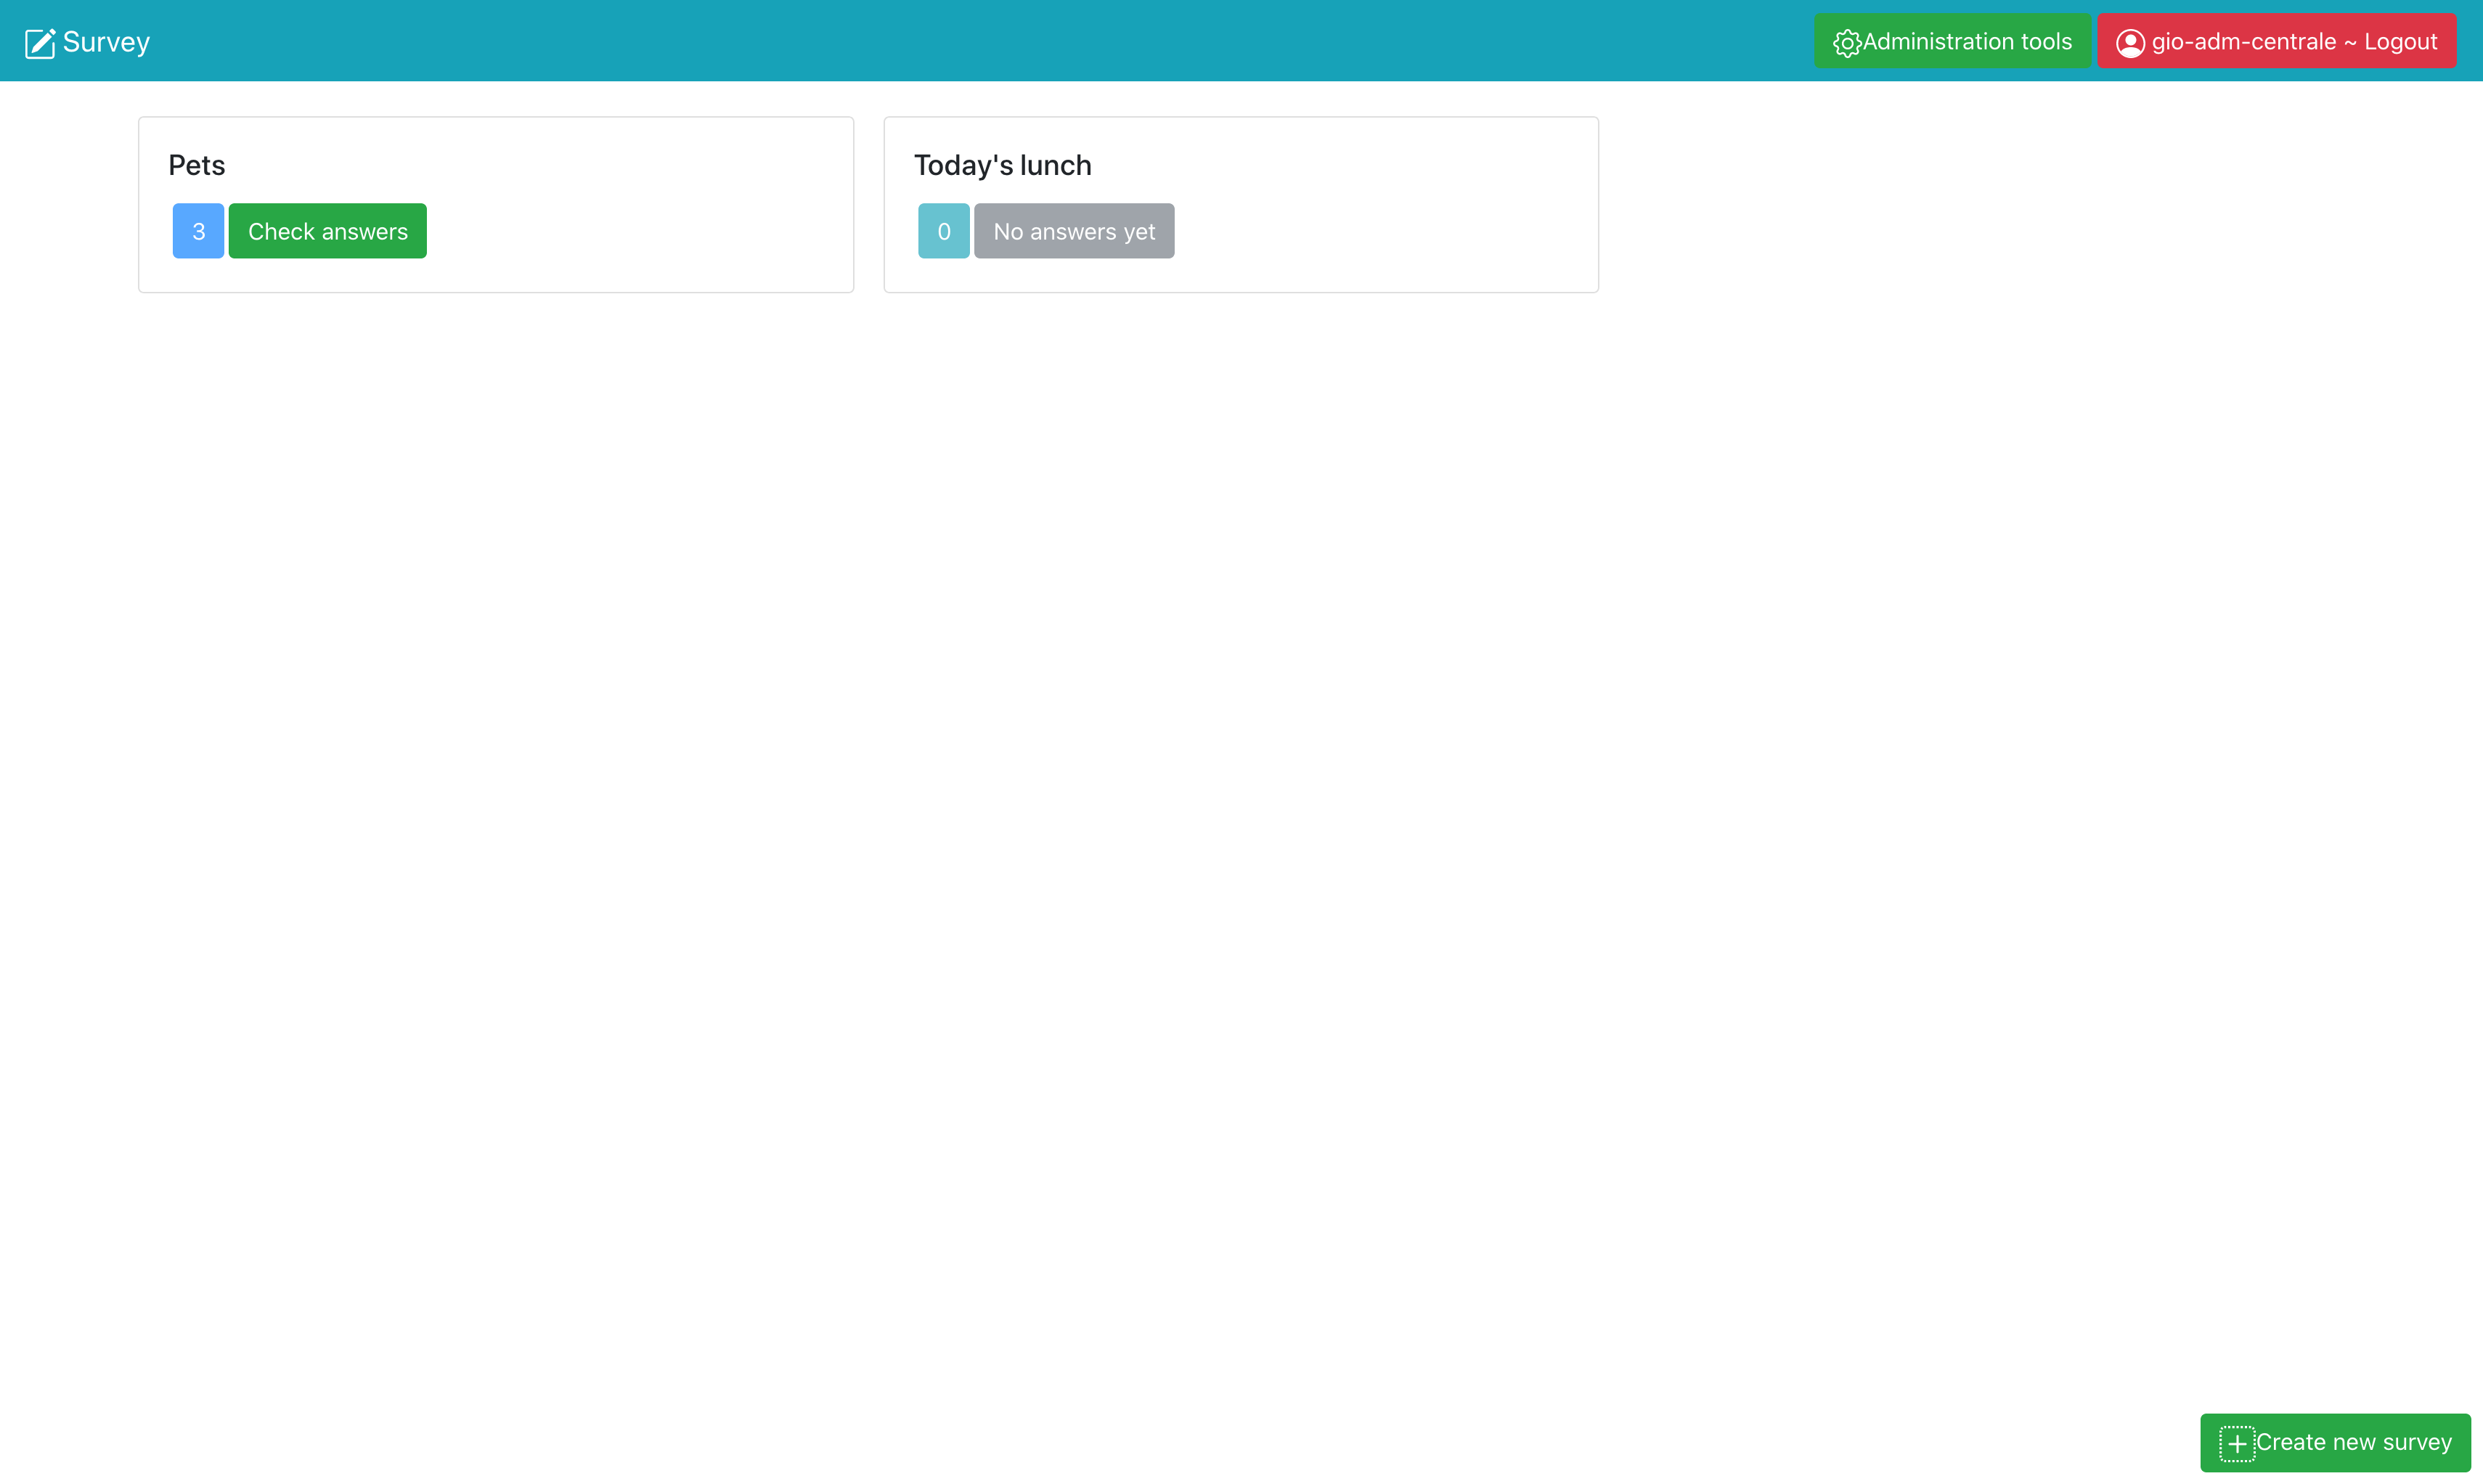 Survey
Administration tools
gio-adm-centrale ~ Logout
Pets
3 Check answers
Today's lunch
0 No answers yet
Create new survey